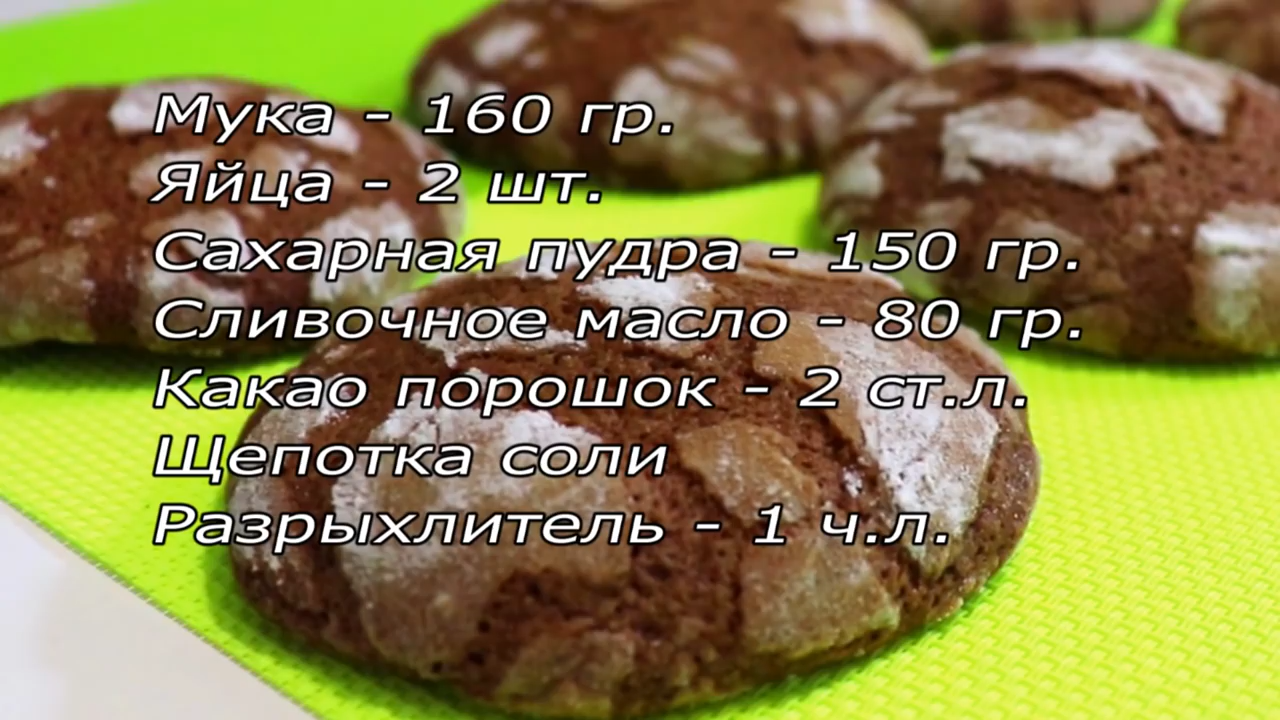 Мука - 160 гр.
Яйца - 2 шт.
Сахарная пудра - 150 гр.
Сливочное масло - 80 гр.
Какао порошок - 2 ст.л.
Щепотка соли
Разрыхлитель - 1 ч.л.